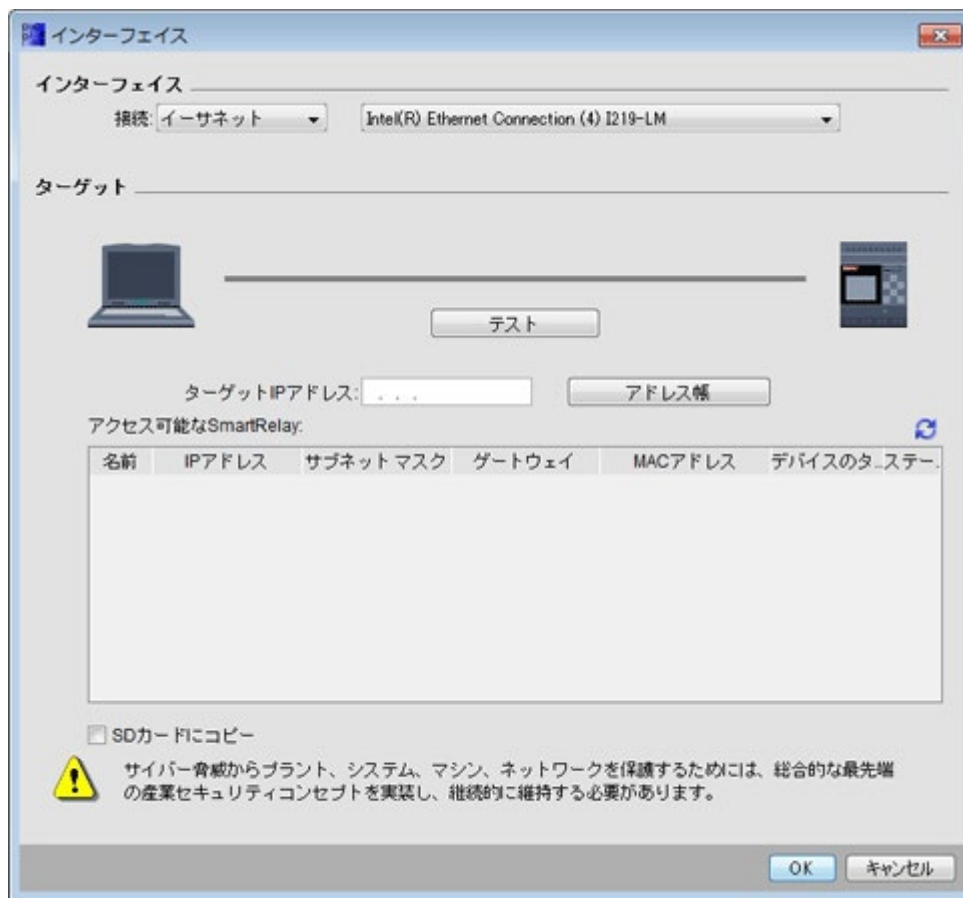 インターフェイス
インターフェイス
接続: イーサネット Intel(R) Ethernet Connection (4) I219-LM
ターゲット
テスト
ターゲットIPアドレス: . . . アドレス帳
アクセス可能なSmartRelay:
名前 IPアドレス サブネットマスク ゲートウェイ MACアドレス デバイスのタ...ステー...
SDカードにコピー
サイバー脅威からプラント、システム、マシン、ネットワークを保護するためには、総合的な最先端
の産業セキュリティコンセプトを実装し、継続的に維持する必要があります。
OK キャンセル